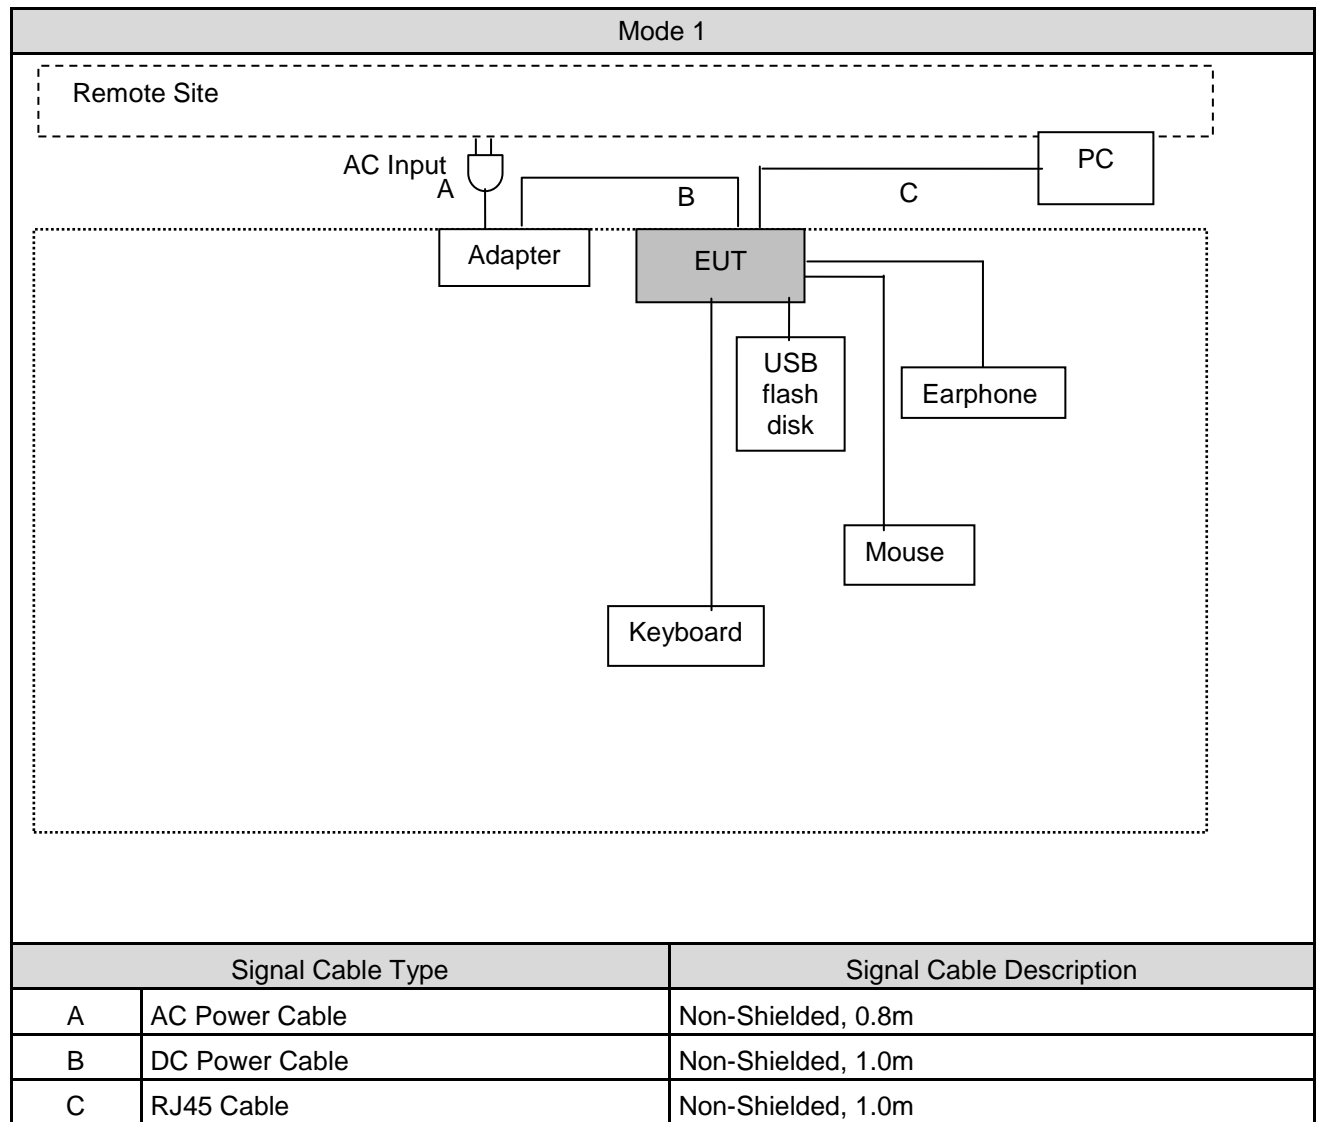 Mode 1
Remote Site
AC Input
A
B
C
PC
Adapter
EUT
USB
flash
disk
Earphone
Mouse
Keyboard
Signal Cable Type Signal Cable Description
A AC Power Cable Non-Shielded, 0.8m
B DC Power Cable Non-Shielded, 1.0m
C RJ45 Cable Non-Shielded, 1.0m